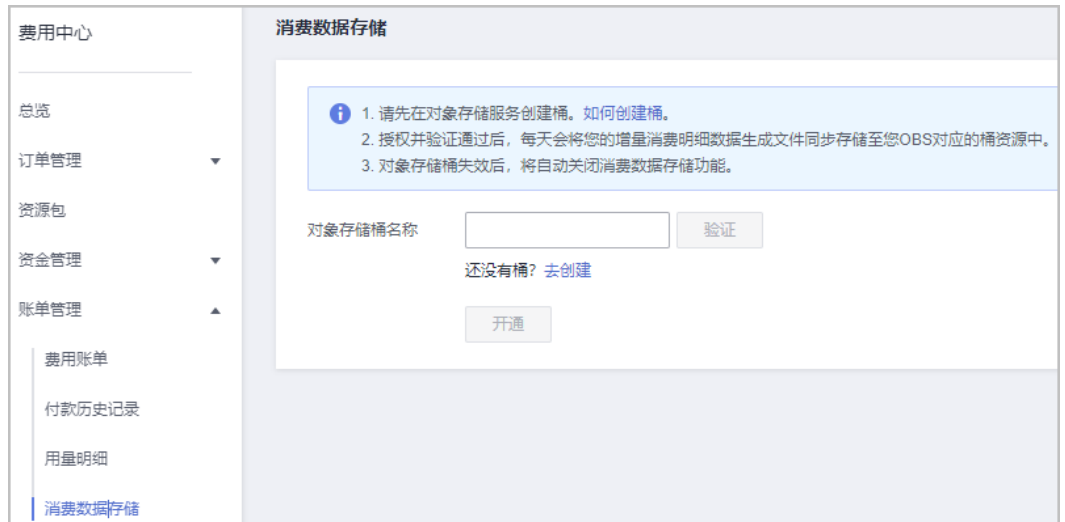 费用中心
总览
订单管理
资源包
资金管理
账单管理
费用账单
付款历史记录
用量明细
消费数据存储
消费数据存储
1. 请先在对象存储服务创建桶。如何创建桶。
2. 授权并验证通过后，每天会将您的增量消费明细数据生成文件同步存储至您OBS对应的桶资源中。
3. 对象存储桶失效后，将自动关闭消费数据存储功能。
对象存储桶名称
验证
还没有桶？去创建
开通